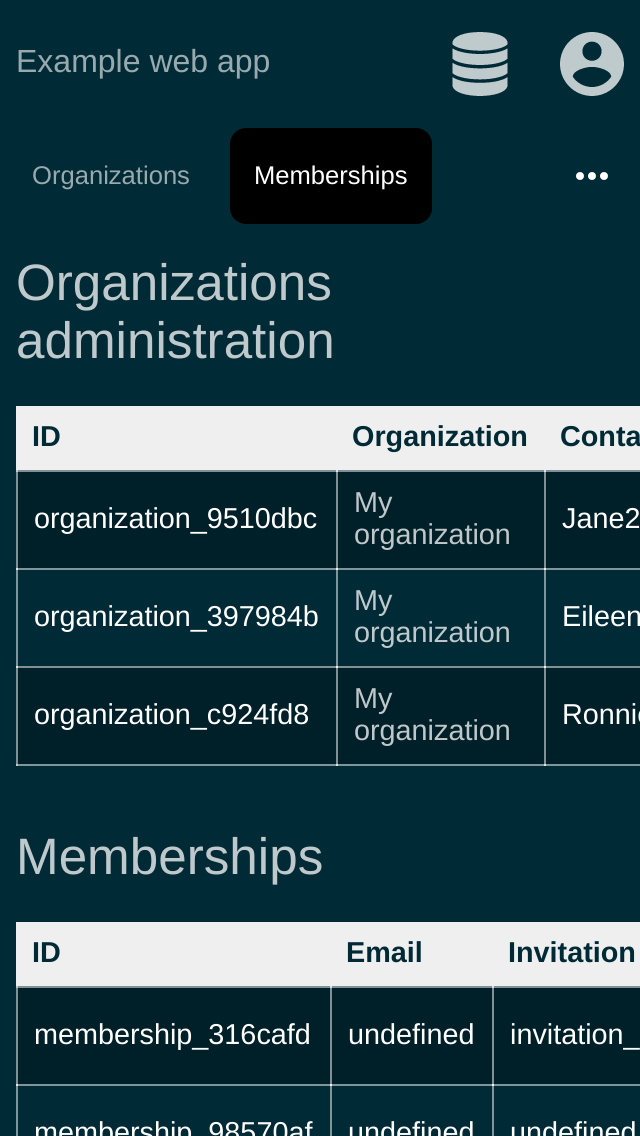 Example web app
Organizations Memberships
Organizations
administration
ID Organization Conta
organization_9510dbc My organization Jane2
organization_397984b My organization Eileen
organization_c924fd8 My organization Ronni
Memberships
ID Email Invitation
membership_316cafd undefined invitation_
membership_98570af undefined undefined